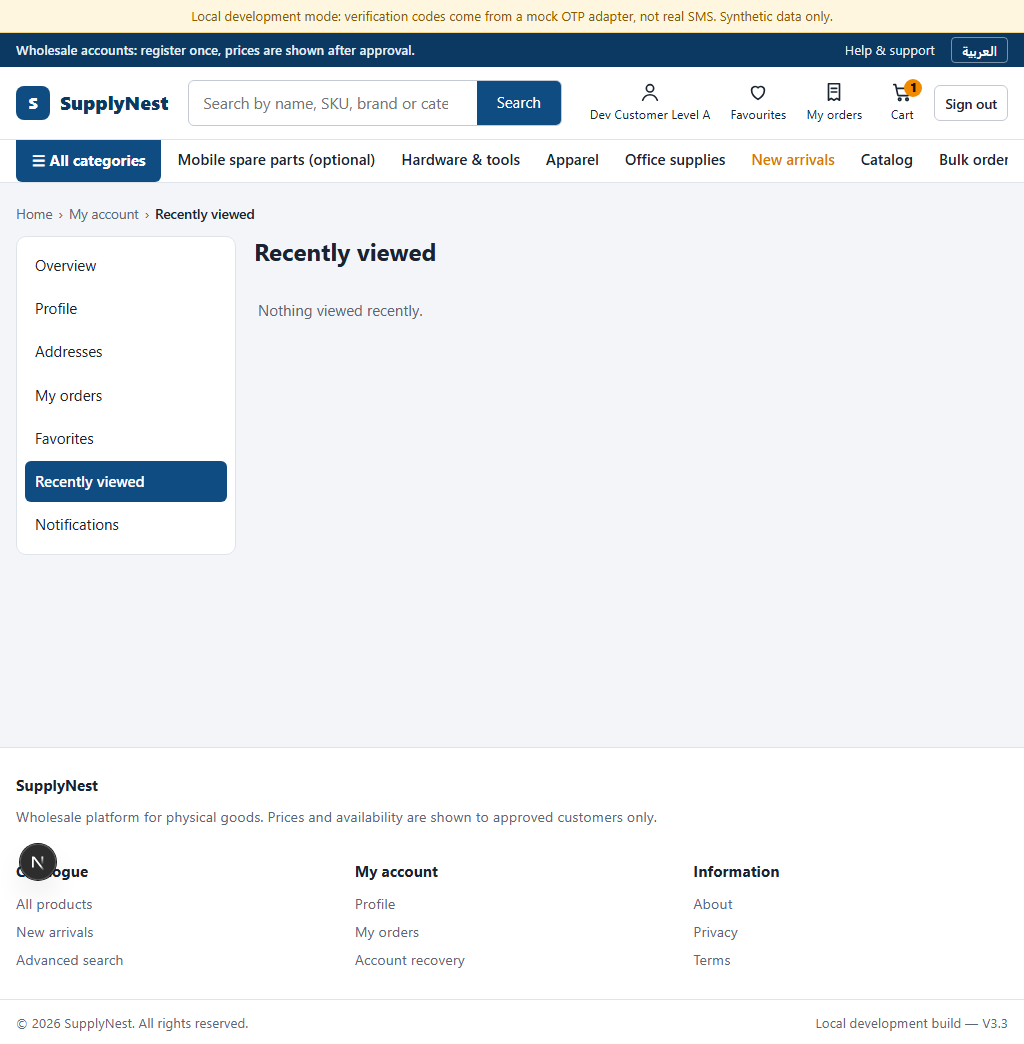 Local development mode: verification codes come from a mock OTP adapter, not real SMS. Synthetic data only.
Wholesale accounts: register once, prices are shown after approval.
Help & support
العربية
S
SupplyNest
Search by name, SKU, brand or cate
Search
Dev Customer Level A
Favourites
My orders
1
Cart
Sign out
☰ All categories
Mobile spare parts (optional)
Hardware & tools
Apparel
Office supplies
New arrivals
Catalog
Bulk order
Home › My account › Recently viewed
Overview
Profile
Addresses
My orders
Favorites
Recently viewed
Notifications
Recently viewed
Nothing viewed recently.
SupplyNest
Wholesale platform for physical goods. Prices and availability are shown to approved customers only.
N
All products
New arrivals
Advanced search
My account
Profile
My orders
Account recovery
Information
About
Privacy
Terms
© 2026 SupplyNest. All rights reserved.
Local development build — V3.3